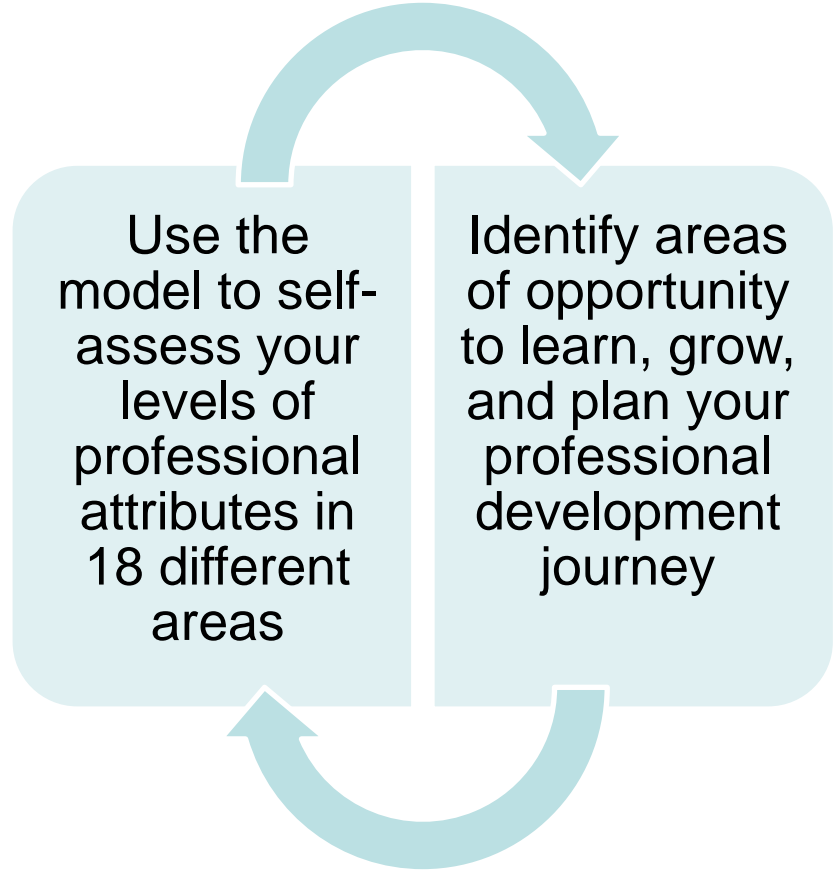 Use the
model to self-
assess your
levels of
professional
attributes in
18 different
areas
Identify areas
of opportunity
to learn, grow,
and plan your
professional
development
journey